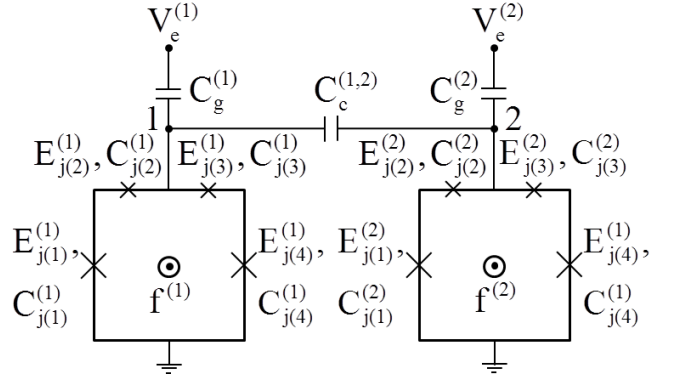 V_e^(1) V_e^(2)
C_g^(1) C_c^(1,2) C_g^(2)
1 2
E_j(2)^(1), C_j(2)^(1) E_j(3)^(1), C_j(3)^(1) E_j(2)^(2), C_j(2)^(2) E_j(3)^(2), C_j(3)^(2)
E_j(1)^(1), E_j(4)^(1), E_j(1)^(2), E_j(4)^(1),
f^(1) f^(2)
C_j(1)^(1) C_j(4)^(1) C_j(1)^(2) C_j(4)^(1)